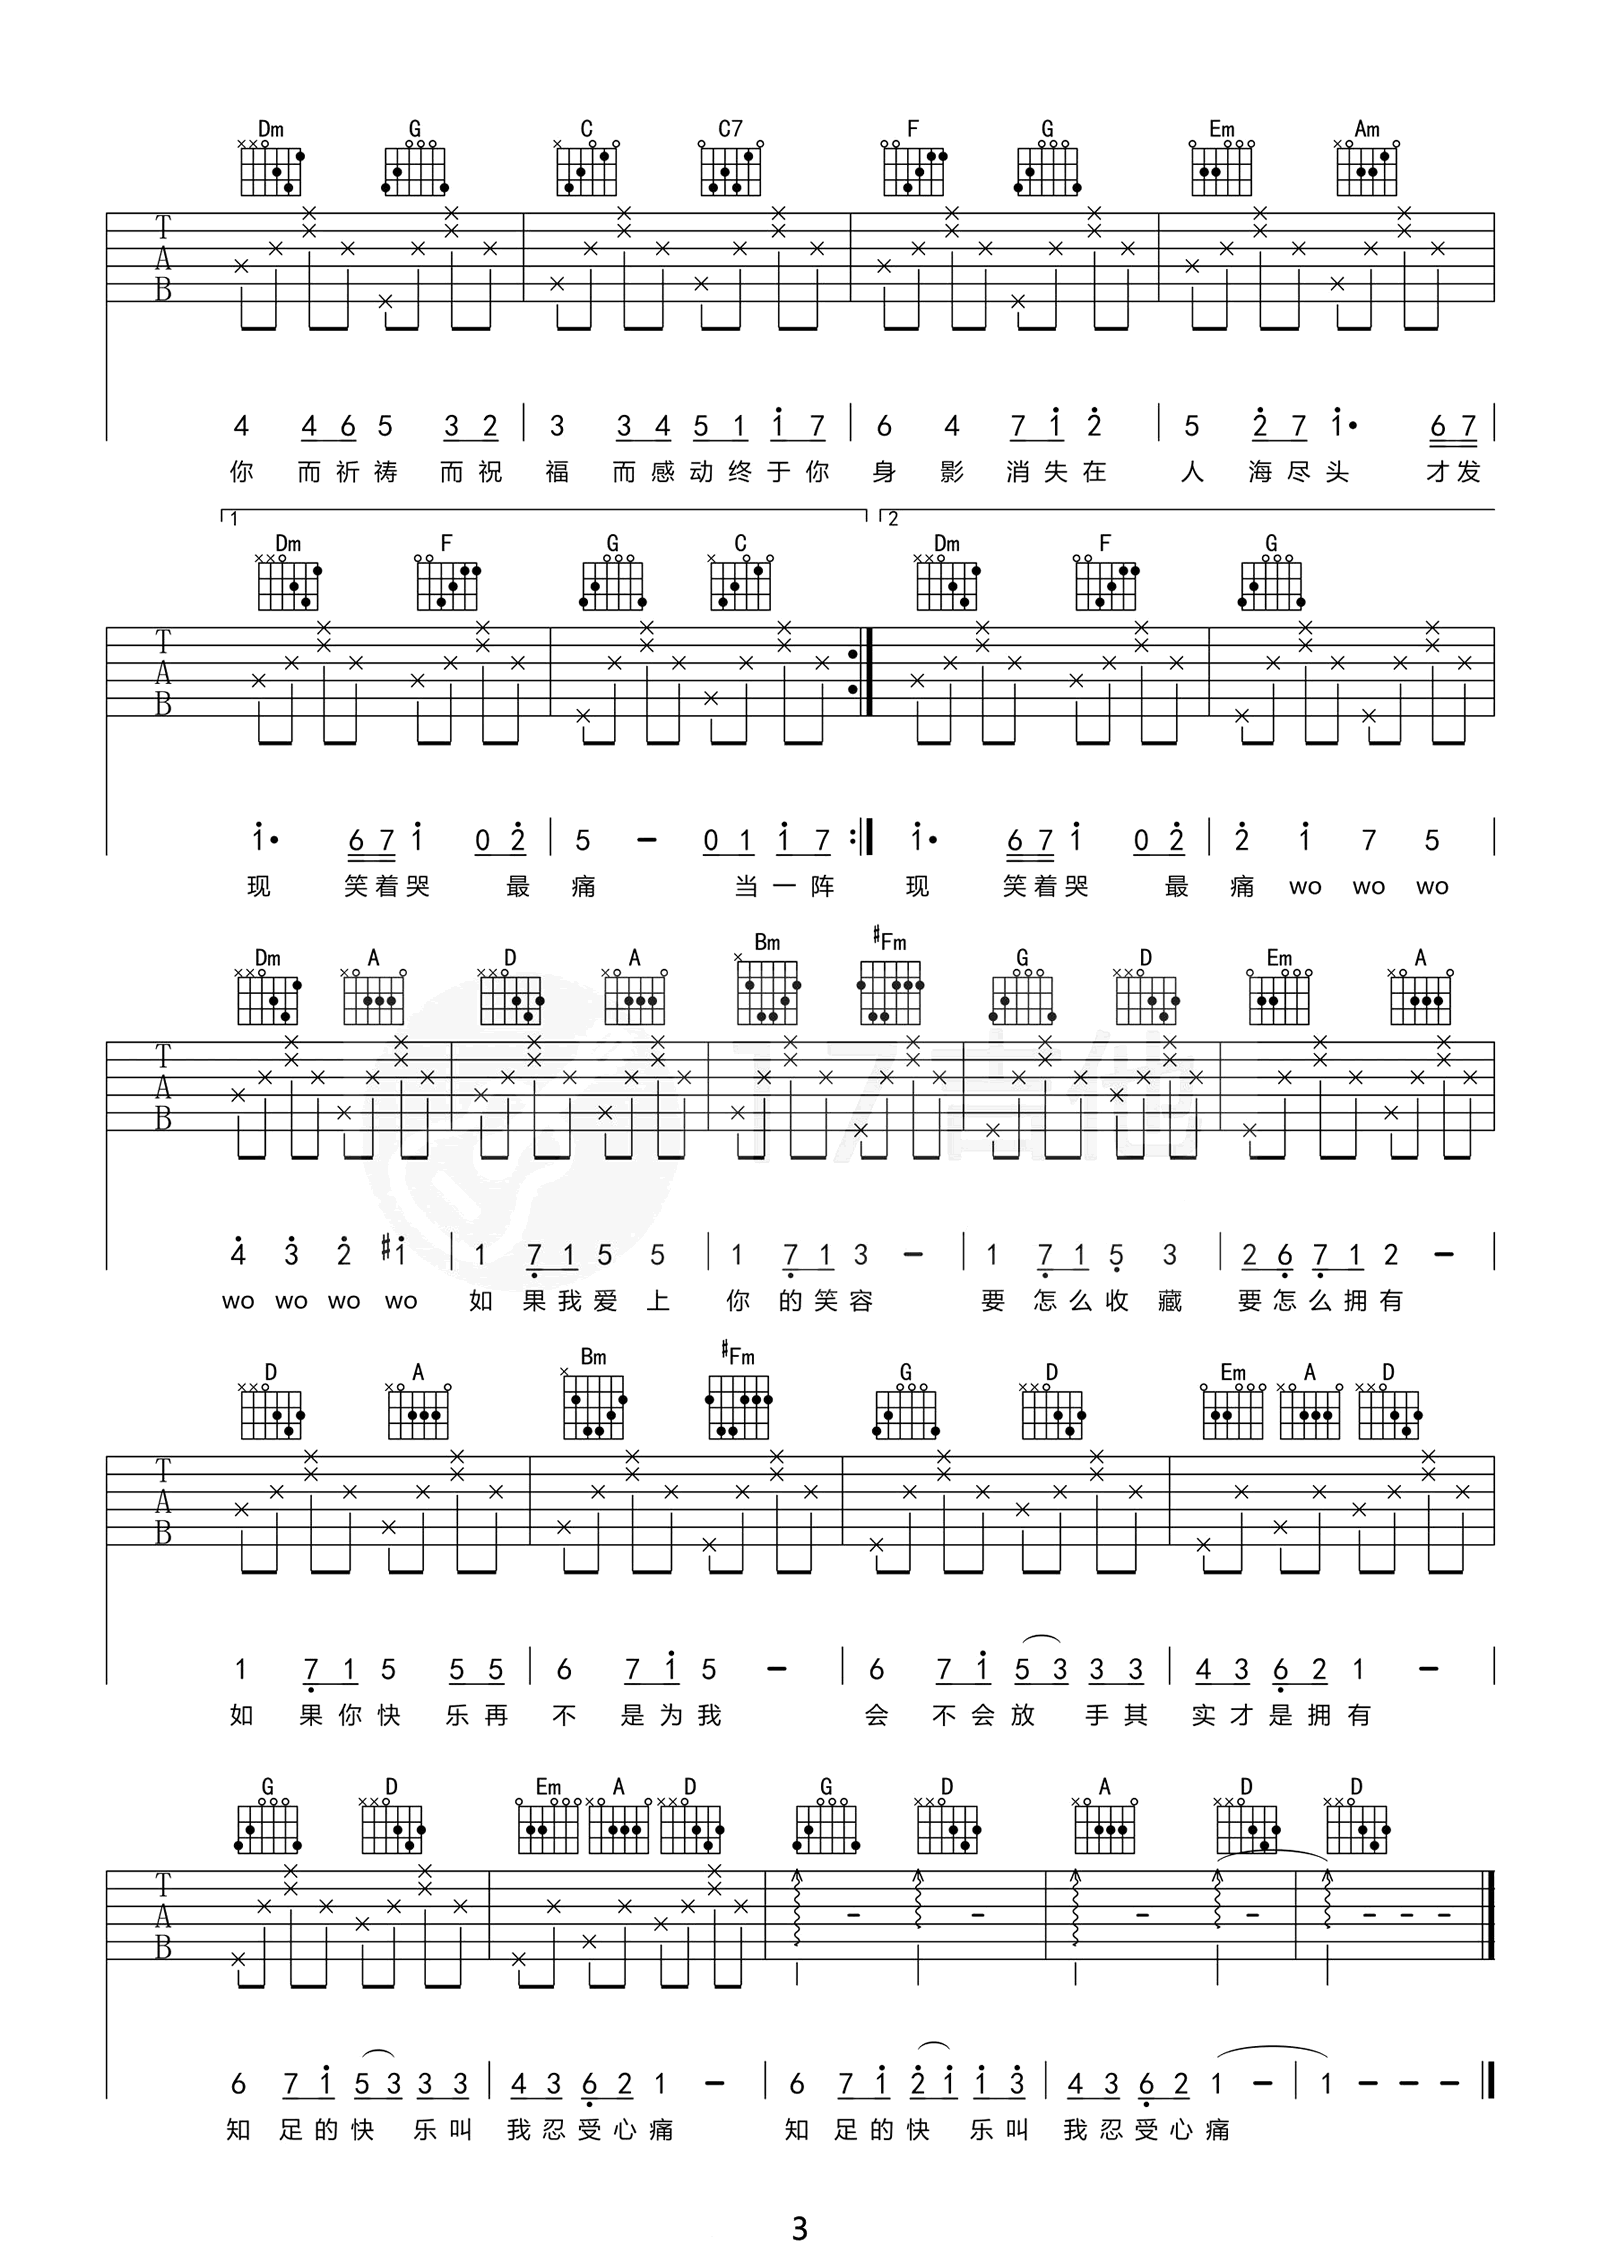 Dm G C C7 F G Em Am
T
A
B
4 4 6 5 3 2 3 3 4 5 1 1 7 6 4 7 1 2 5 2 7 1· 6 7
你 而祈祷 而祝 福 而感动终于你 身 影 消失在 人 海尽头 才发
1 2
Dm F G C Dm F G
T
A
B
1· 6 7 1 0 2 5 - 0 1 1 7 1· 6 7 1 0 2 2 1 7 5
现 笑着哭 最 痛 当一阵 现 笑着哭 最 痛 wo wo wo
Dm A D A Bm #Fm G D Em A
17吉他
T
A
B
4 3 2 #1 1 7 1 5 5 1 7 1 3 - 1 7 1 5 3 2 6 7 1 2 -
wo wo wo wo 如 果我爱 上 你 的笑容 要 怎么收 藏 要怎么拥有
D A Bm #Fm G D Em A D
T
A
B
1 7 1 5 5 5 6 7 1 5 - 6 7 1 5 3 3 3 4 3 6 2 1 -
如 果你快 乐再 不 是为我 会 不会放 手其 实才是拥有
G D Em A D G D A D D
T
A
B
6 7 1 5 3 3 3 4 3 6 2 1 - 6 7 1 2 1 1 3 4 3 6 2 1 - 1 - - -
知 足的快 乐叫 我忍受心痛 知 足的快 乐叫 我忍受心痛
3